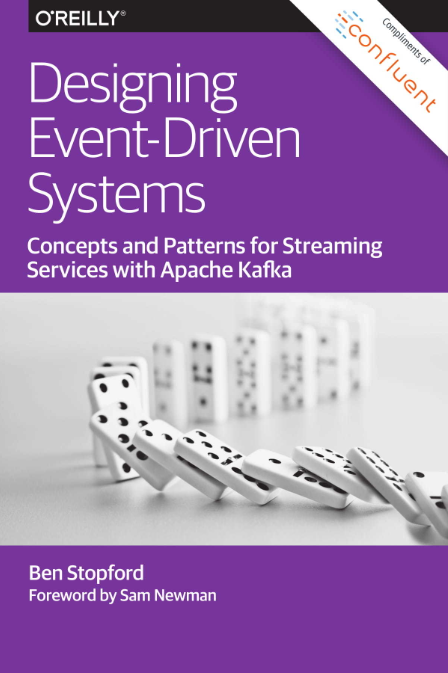 O'REILLY®
Compliments of
confluent
Designing
Event-Driven
Systems
Concepts and Patterns for Streaming
Services with Apache Kafka
Ben Stopford
Foreword by Sam Newman